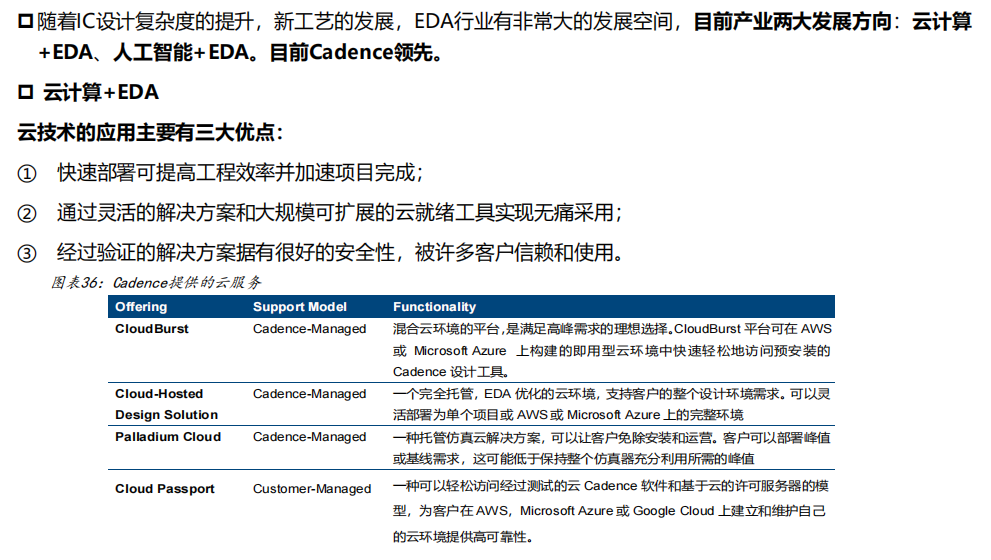 随着IC设计复杂度的提升，新工艺的发展，EDA行业有非常大的发展空间，目前产业两大发展方向：云计算
+EDA、人工智能+EDA。目前Cadence领先。
云计算+EDA
云技术的应用主要有三大优点：
① 快速部署可提高工程效率并加速项目完成；
② 通过灵活的解决方案和大规模可扩展的云就绪工具实现无痛采用；
③ 经过验证的解决方案据有很好的安全性，被许多客户信赖和使用。
图表36：Cadence提供的云服务
Offering Support Model Functionality
CloudBurst Cadence-Managed 混合云环境的平台，是满足高峰需求的理想选择。CloudBurst 平台可在 AWS
或 Microsoft Azure 上构建的即用型云环境中快速轻松地访问预安装的
Cadence 设计工具。
Cloud-Hosted Cadence-Managed 一个完全托管，EDA 优化的云环境，支持客户的整个设计环境需求。可以灵
Design Solution 活部署为单个项目或 AWS 或 Microsoft Azure 上的完整环境
Palladium Cloud Cadence-Managed 一种托管仿真云解决方案，可以让客户免除安装和运营。客户可以部署峰值
或基线需求，这可能低于保持整个仿真器充分利用所需的峰值
Cloud Passport Customer-Managed 一种可以轻松访问经过测试的云 Cadence 软件和基于云的许可服务器的模
型，为客户在 AWS，Microsoft Azure 或 Google Cloud 上建立和维护自己
的云环境提供高可靠性。